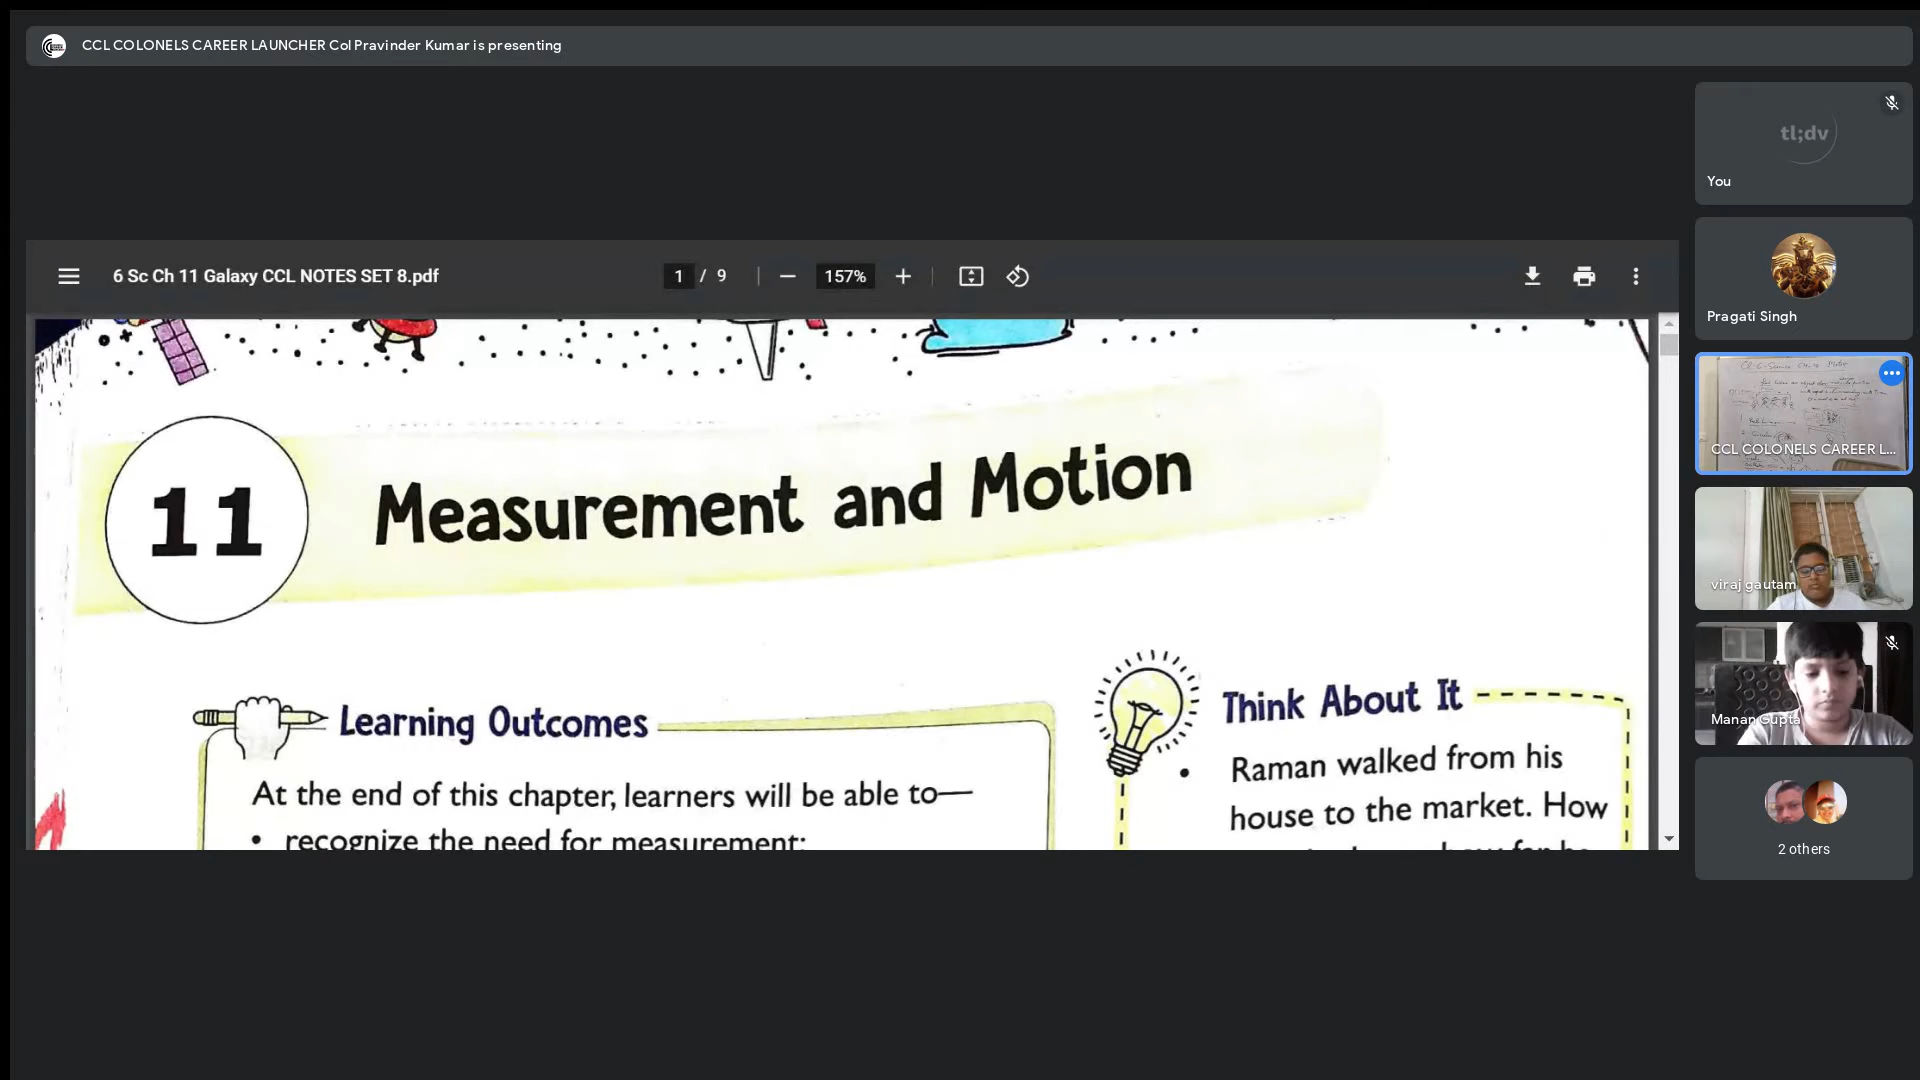 CCL COLONELS CAREER LAUNCHER Col Pravinder Kumar is presenting
6 Sc Ch 11 Galaxy CCL NOTES SET 8.pdf
1 / 9
157%
11
Measurement and Motion
Learning Outcomes
At the end of this chapter, learners will be able to—
• recognize the need for measurement;
Think About It
• Raman walked from his
house to the market. How
tl;dv
You
Pragati Singh
CCL COLONELS CAREER L...
viraj gautam
Manan Gupta
2 others